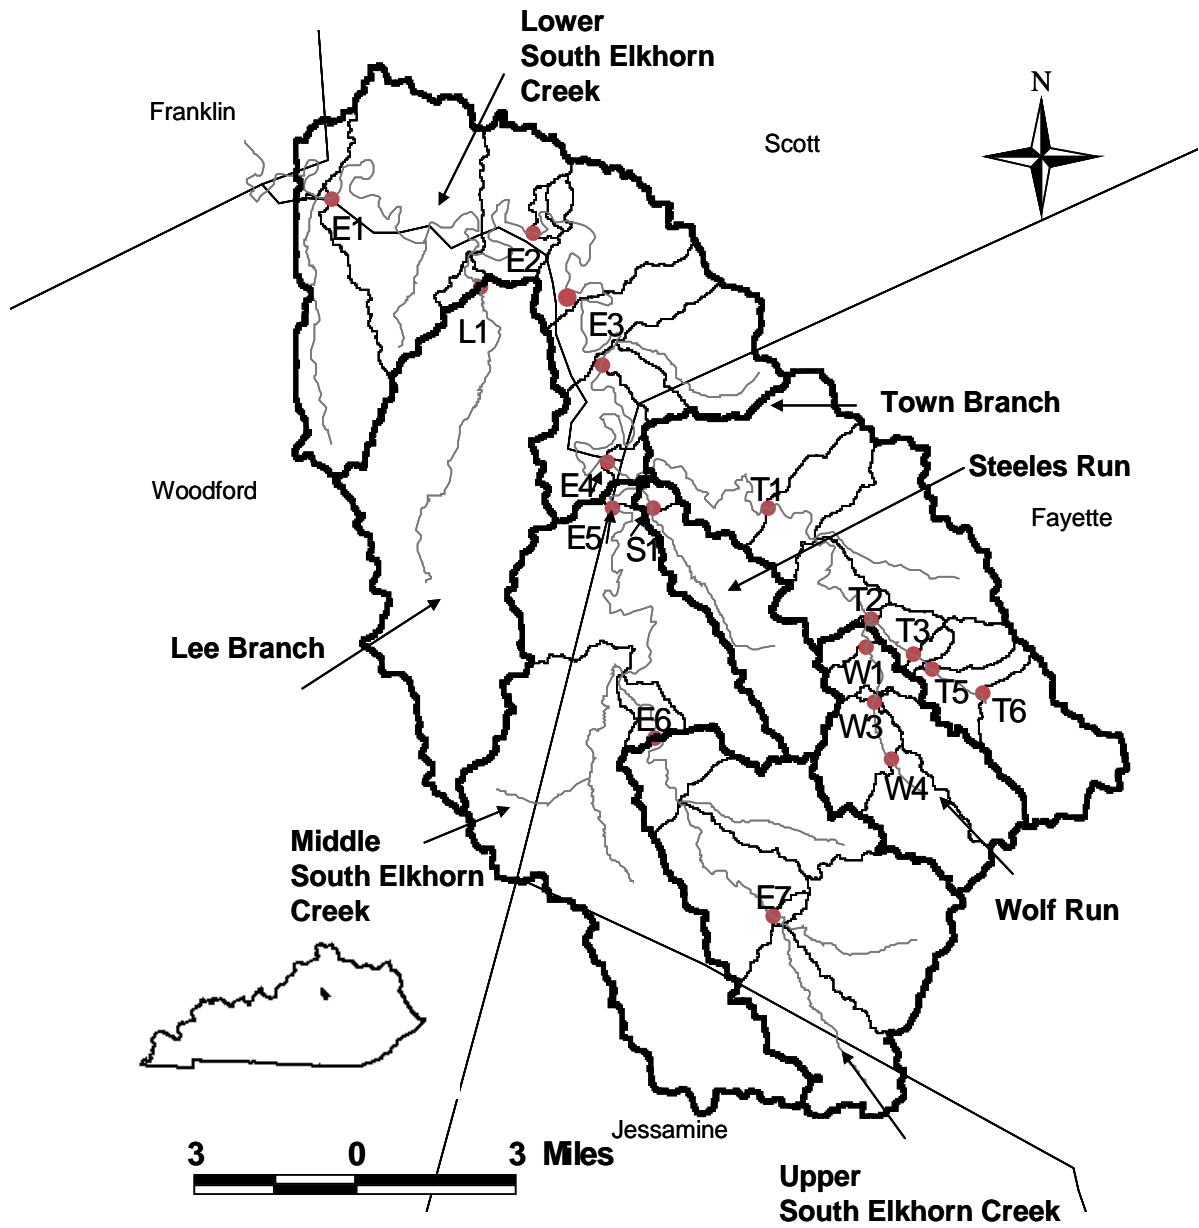 Lower
South Elkhorn
Creek
Franklin
Scott
N
E1
E2
L1
E3
Town Branch
Steeles Run
Woodford
E4
T1
Fayette
E5
S1
T2
T3
Lee Branch
W1
T5
T6
W3
E6
W4
Middle
South Elkhorn
Creek
E7
Wolf Run
Jessamine
3 0 3 Miles
Upper
South Elkhorn Creek